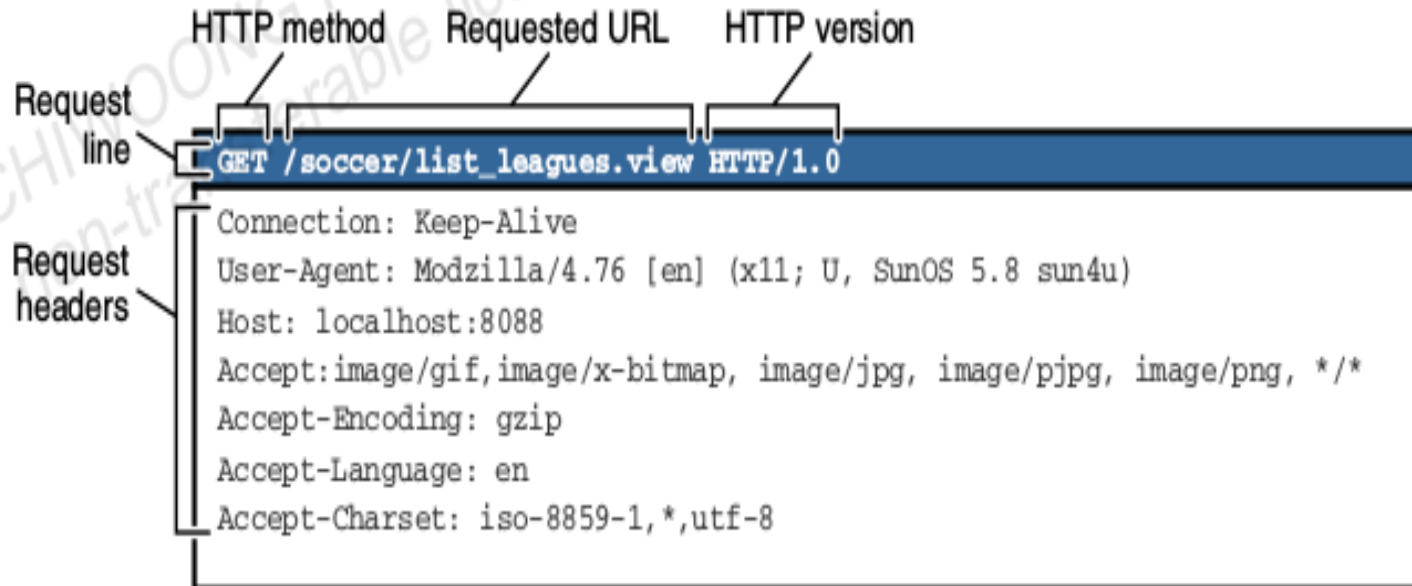 HTTP method Requested URL HTTP version
Request
line
GET /soccer/list_leagues.view HTTP/1.0
Connection: Keep-Alive
Request
headers
User-Agent: Modzilla/4.76 [en] (x11; U, SunOS 5.8 sun4u)
Host: localhost:8088
Accept:image/gif,image/x-bitmap, image/jpg, image/pjpg, image/png, */*
Accept-Encoding: gzip
Accept-Language: en
Accept-Charset: iso-8859-1,*,utf-8